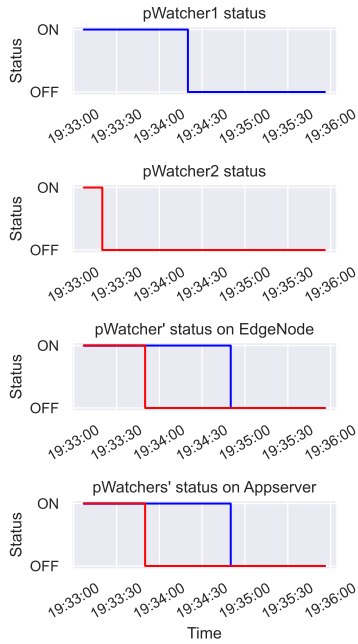 pWatcher1 status
ON
Status
OFF
19:33:00 19:33:30 19:34:00 19:34:30 19:35:00 19:35:30 19:36:00
pWatcher2 status
ON
Status
OFF
19:33:00 19:33:30 19:34:00 19:34:30 19:35:00 19:35:30 19:36:00
pWatcher' status on EdgeNode
ON
Status
OFF
19:33:00 19:33:30 19:34:00 19:34:30 19:35:00 19:35:30 19:36:00
pWatchers' status on Appserver
ON
Status
OFF
19:33:00 19:33:30 19:34:00 19:34:30 19:35:00 19:35:30 19:36:00
Time